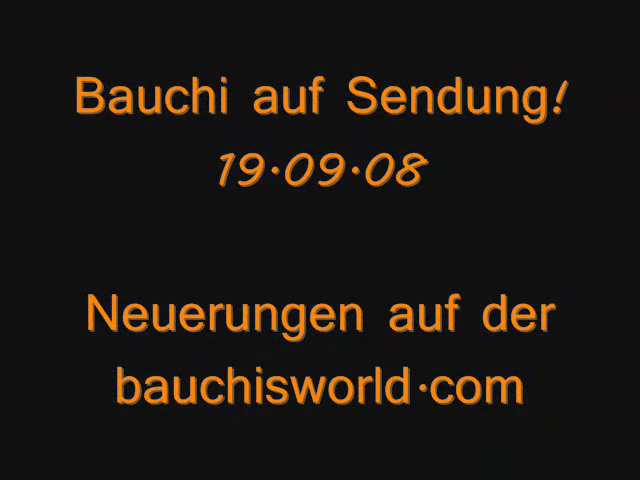 Bauchi auf Sendung!
19.09.08
Neuerungen auf der
bauchisworld.com